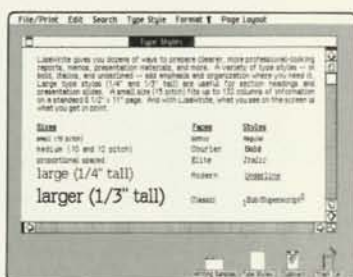 File/Print Edit Search Type Style Format ¶ Page Layout
Type Styles
LisaWrite gives you dozens of ways to prepare clearer, more professional-looking
reports, memos, presentation materials, and more. A variety of type styles -- in
bold, italics, and underlined -- add emphasis and organization where you need it.
Large type styles (1/4" and 1/3") are useful for section headings and
presentation slides. A small size (15 pitch) fits up to 132 columns of information
on a standard 8 1/2" x 11" page. And with LisaWrite, what you see on the screen is
what you get in print.
Sizes Faces Styles
small (15 pitch) Gothic Regular
medium (10 and 12 pitch) Courier Bold
proportional spaced Elite Italic
large (1/4" tall) Modern Underline
larger (1/3" tall) Classic Sub/Superscript
Writing Samples Type Styles